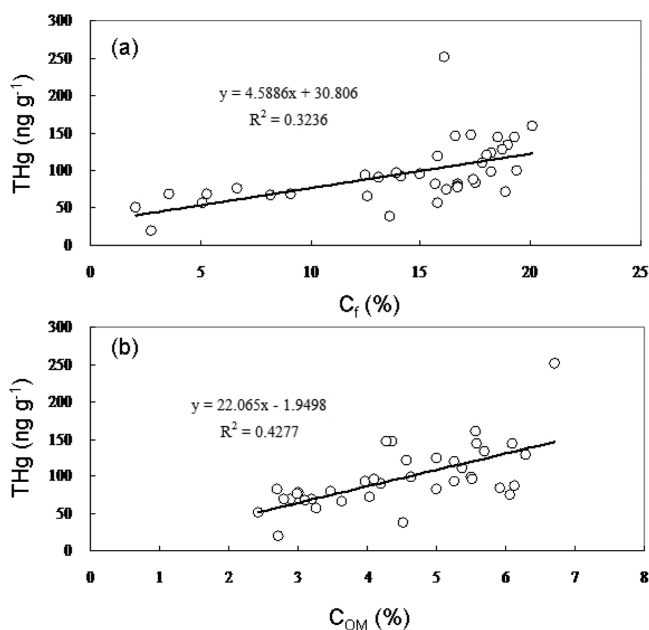 (a)
THg (ng g⁻¹)
300
250
200
150
100
50
0
y = 4.5886x + 30.806
R² = 0.3236
0 5 10 15 20 25
C_f (%)
(b)
THg (ng g⁻¹)
300
250
200
150
100
50
0
y = 22.065x - 1.9498
R² = 0.4277
0 1 2 3 4 5 6 7 8
C_OM (%)